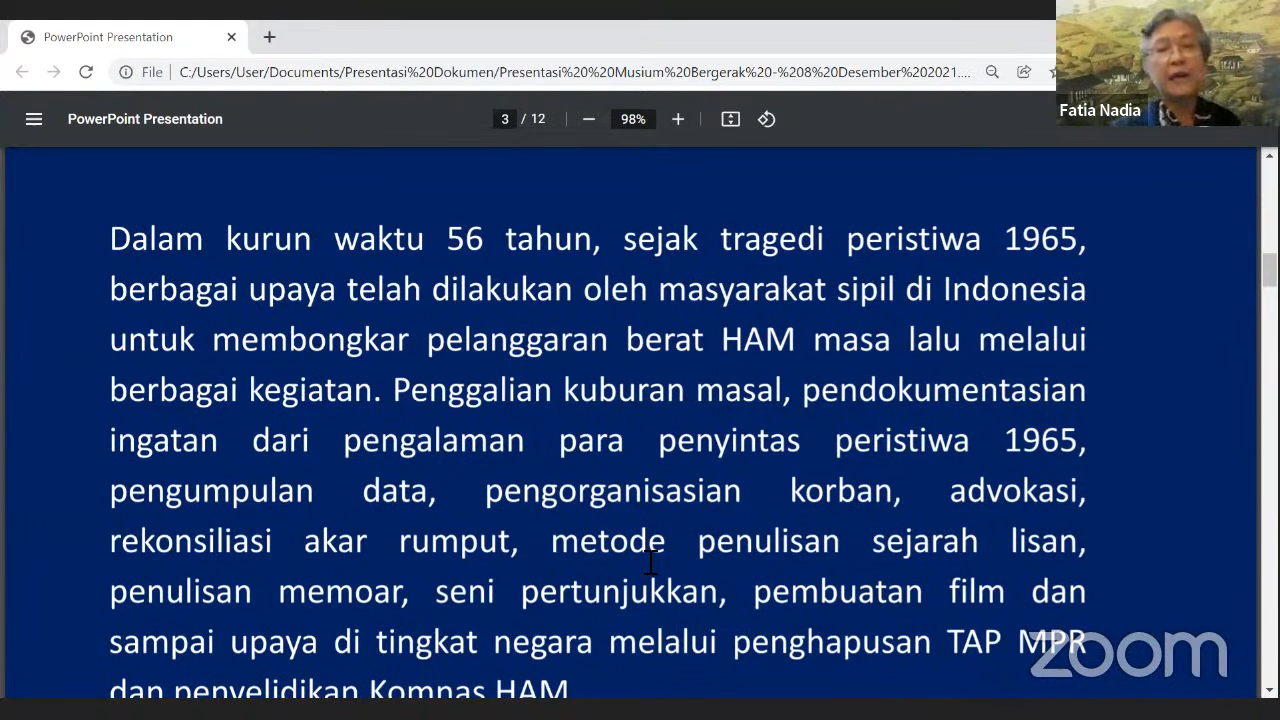 PowerPoint Presentation
File
C:/Users/User/Documents/Presentasi%20Dokumen/Presentasi%20%20Musium%20Bergerak%20-%208%20Desember%202021....
Fatia Nadia
PowerPoint Presentation
3 / 12
98%
Dalam kurun waktu 56 tahun, sejak tragedi peristiwa 1965,
berbagai upaya telah dilakukan oleh masyarakat sipil di Indonesia
untuk membongkar pelanggaran berat HAM masa lalu melalui
berbagai kegiatan. Penggalian kuburan masal, pendokumentasian
ingatan dari pengalaman para penyintas peristiwa 1965,
pengumpulan data, pengorganisasian korban, advokasi,
rekonsiliasi akar rumput, metode penulisan sejarah lisan,
penulisan memoar, seni pertunjukkan, pembuatan film dan
sampai upaya di tingkat negara melalui penghapusan TAP MPR
dan penyelidikan Komnas HAM
zoom